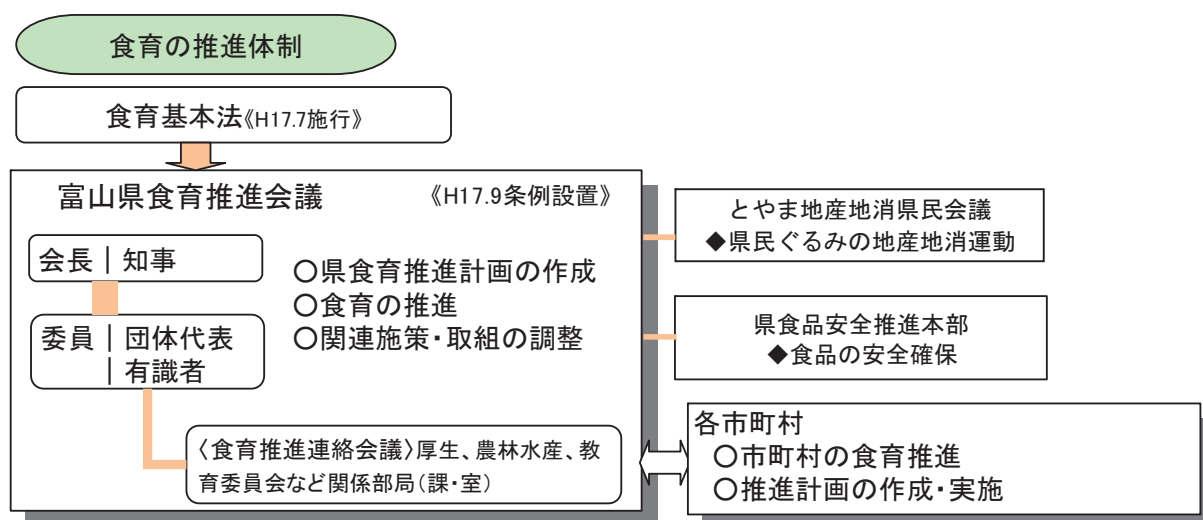 食育の推進体制
食育基本法《H17.7施行》
富山県食育推進会議 《H17.9条例設置》
会長｜知事
委員｜団体代表
｜有識者
○県食育推進計画の作成
○食育の推進
○関連施策・取組の調整
〈食育推進連絡会議〉厚生、農林水産、教
育委員会など関係部局（課・室）
とやま地産地消県民会議
◆県民ぐるみの地産地消運動
県食品安全推進本部
◆食品の安全確保
各市町村
○市町村の食育推進
○推進計画の作成・実施